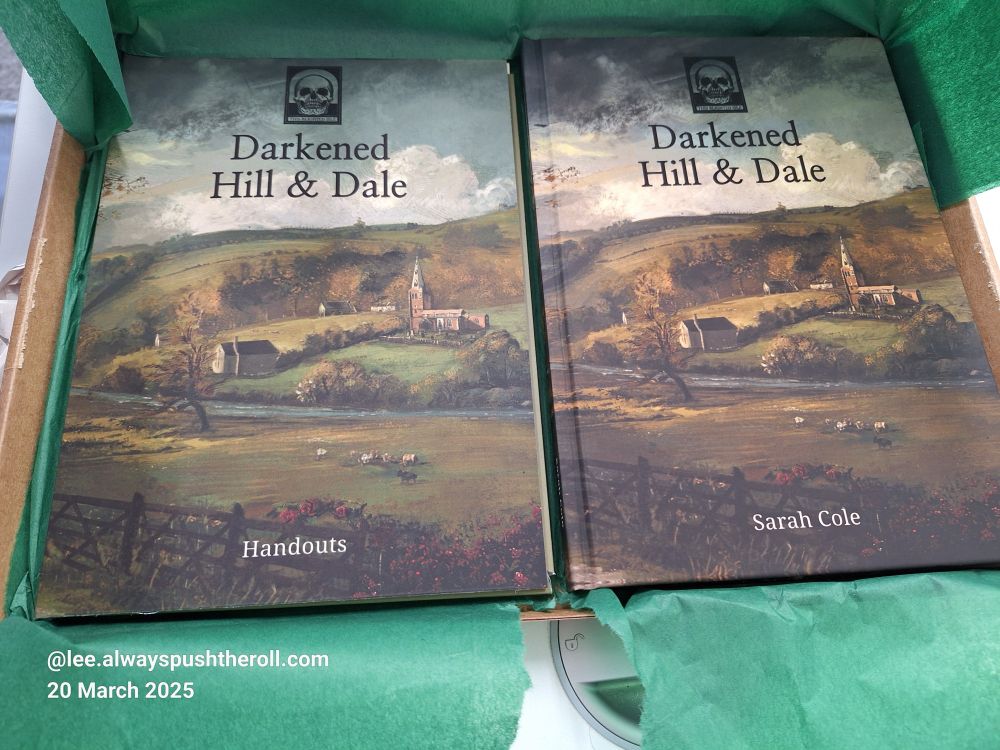 Darkened
Hill & Dale
Handouts
Darkened
Hill & Dale
Sarah Cole
@lee.alwayspushtheroll.com
20 March 2025